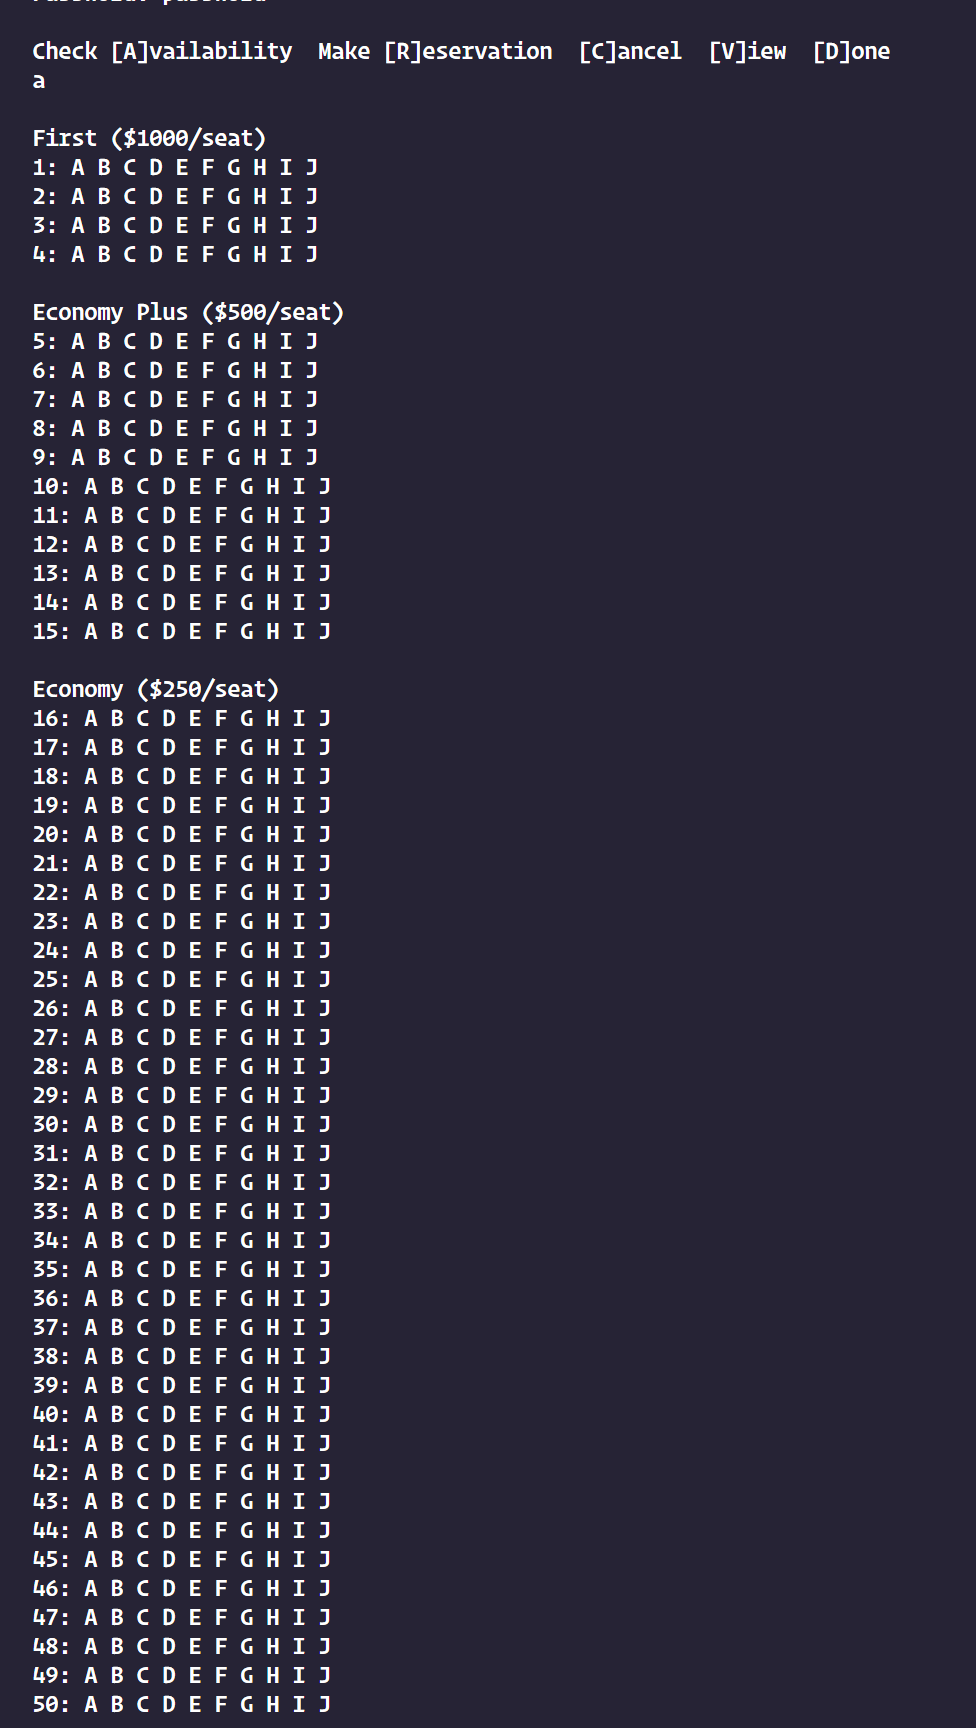 Check [A]vailability  Make [R]eservation  [C]ancel  [V]iew  [D]one
a
First ($1000/seat)
1: A B C D E F G H I J
2: A B C D E F G H I J
3: A B C D E F G H I J
4: A B C D E F G H I J
Economy Plus ($500/seat)
5: A B C D E F G H I J
6: A B C D E F G H I J
7: A B C D E F G H I J
8: A B C D E F G H I J
9: A B C D E F G H I J
10: A B C D E F G H I J
11: A B C D E F G H I J
12: A B C D E F G H I J
13: A B C D E F G H I J
14: A B C D E F G H I J
15: A B C D E F G H I J
Economy ($250/seat)
16: A B C D E F G H I J
17: A B C D E F G H I J
18: A B C D E F G H I J
19: A B C D E F G H I J
20: A B C D E F G H I J
21: A B C D E F G H I J
22: A B C D E F G H I J
23: A B C D E F G H I J
24: A B C D E F G H I J
25: A B C D E F G H I J
26: A B C D E F G H I J
27: A B C D E F G H I J
28: A B C D E F G H I J
29: A B C D E F G H I J
30: A B C D E F G H I J
31: A B C D E F G H I J
32: A B C D E F G H I J
33: A B C D E F G H I J
34: A B C D E F G H I J
35: A B C D E F G H I J
36: A B C D E F G H I J
37: A B C D E F G H I J
38: A B C D E F G H I J
39: A B C D E F G H I J
40: A B C D E F G H I J
41: A B C D E F G H I J
42: A B C D E F G H I J
43: A B C D E F G H I J
44: A B C D E F G H I J
45: A B C D E F G H I J
46: A B C D E F G H I J
47: A B C D E F G H I J
48: A B C D E F G H I J
49: A B C D E F G H I J
50: A B C D E F G H I J